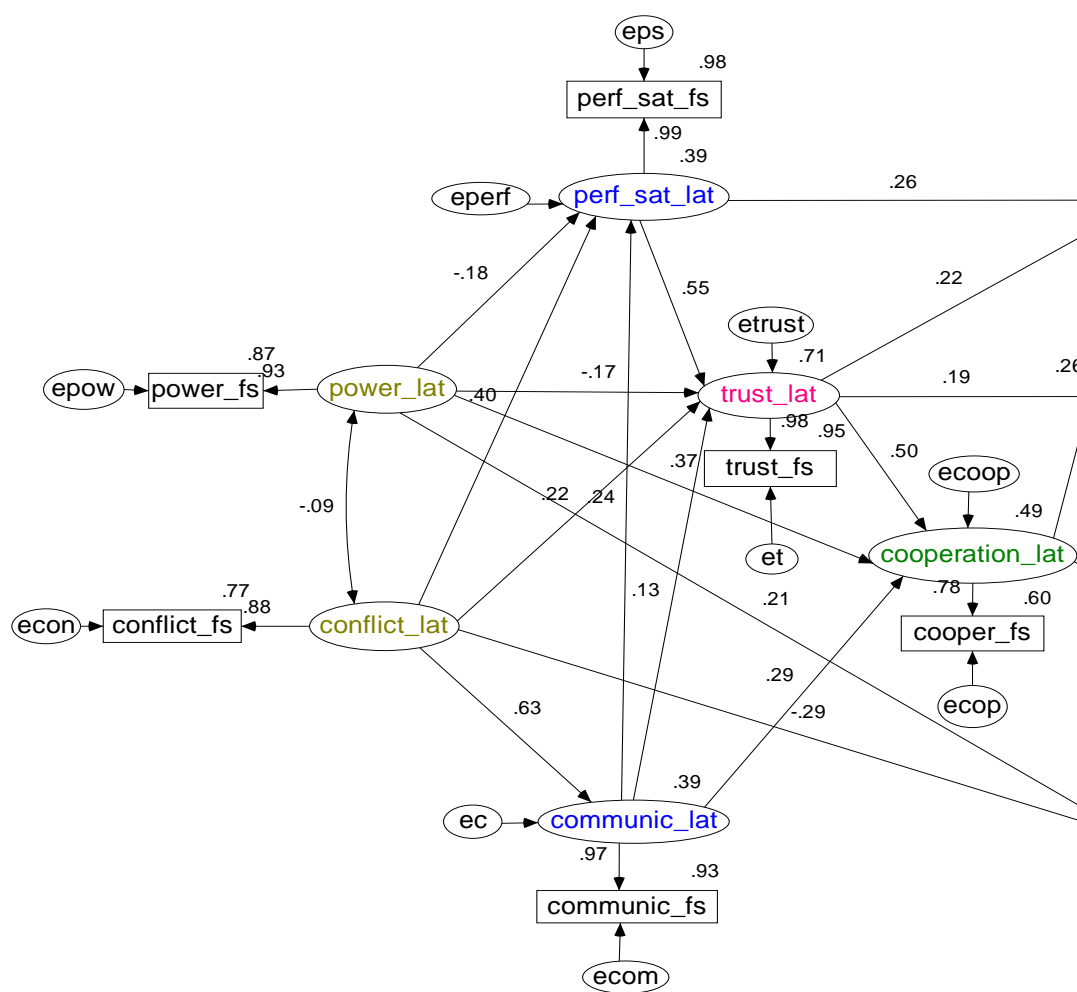 eps
.98
perf_sat_fs
.99
.39
eperf
perf_sat_lat
.26
-.18
.55
.22
etrust
.71
.87
.93
epow
power_fs
power_lat
-.17
.40
trust_lat
.19
.26
.98
.95
.37
trust_fs
.50
ecoop
.22
.24
-.09
.49
et
cooperation_lat
.77
.88
.13
.21
.78
.60
econ
conflict_fs
conflict_lat
cooper_fs
.29
.63
-.29
ecop
.39
ec
communic_lat
.97
.93
communic_fs
ecom